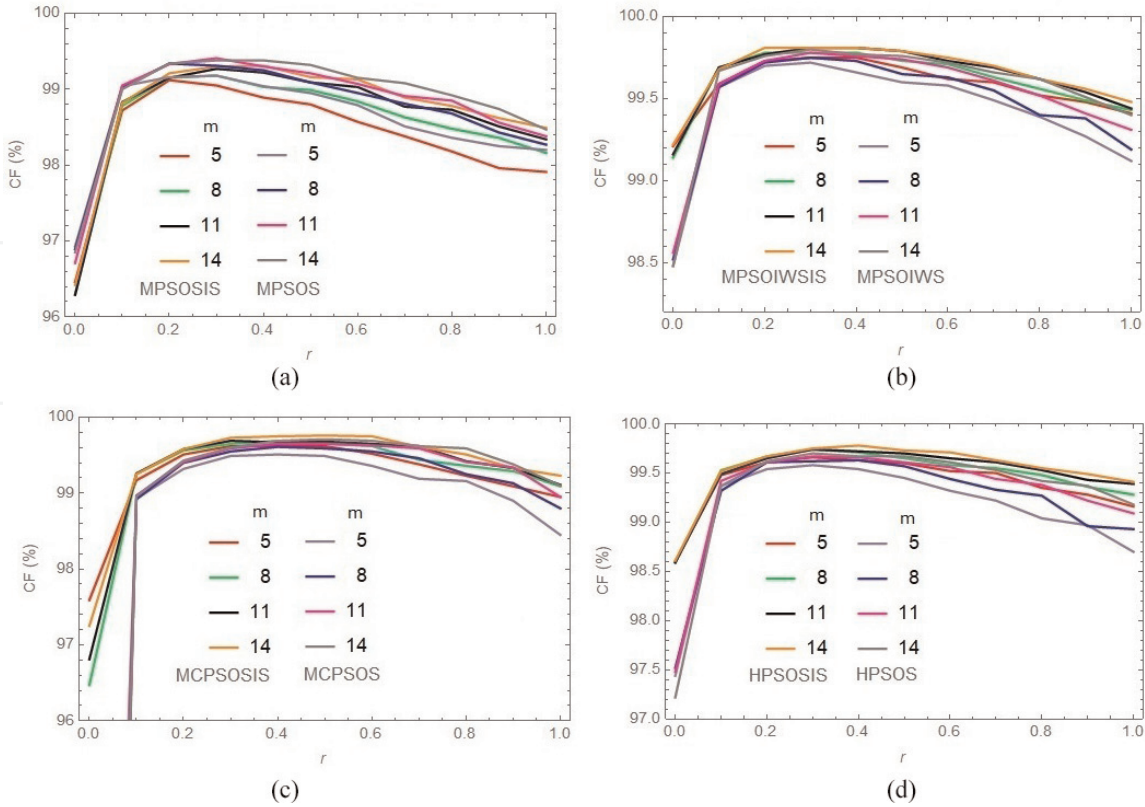 100
99
98
97
96
CF (%)
m m
5 5
8 8
11 11
14 14
MPSOSIS MPSOS
0.0 0.2 0.4 0.6 0.8 1.0
r
(a)
100.0
99.5
99.0
98.5
CF (%)
m m
5 5
8 8
11 11
14 14
MPSOIWSIS MPSOIWS
0.0 0.2 0.4 0.6 0.8 1.0
r
(b)
100
99
98
97
96
CF (%)
m m
5 5
8 8
11 11
14 14
MCPSOSIS MCPSOS
0.0 0.2 0.4 0.6 0.8 1.0
r
(c)
100.0
99.5
99.0
98.5
98.0
97.5
97.0
CF (%)
m m
5 5
8 8
11 11
14 14
HPSOSIS HPSOS
0.0 0.2 0.4 0.6 0.8 1.0
r
(d)